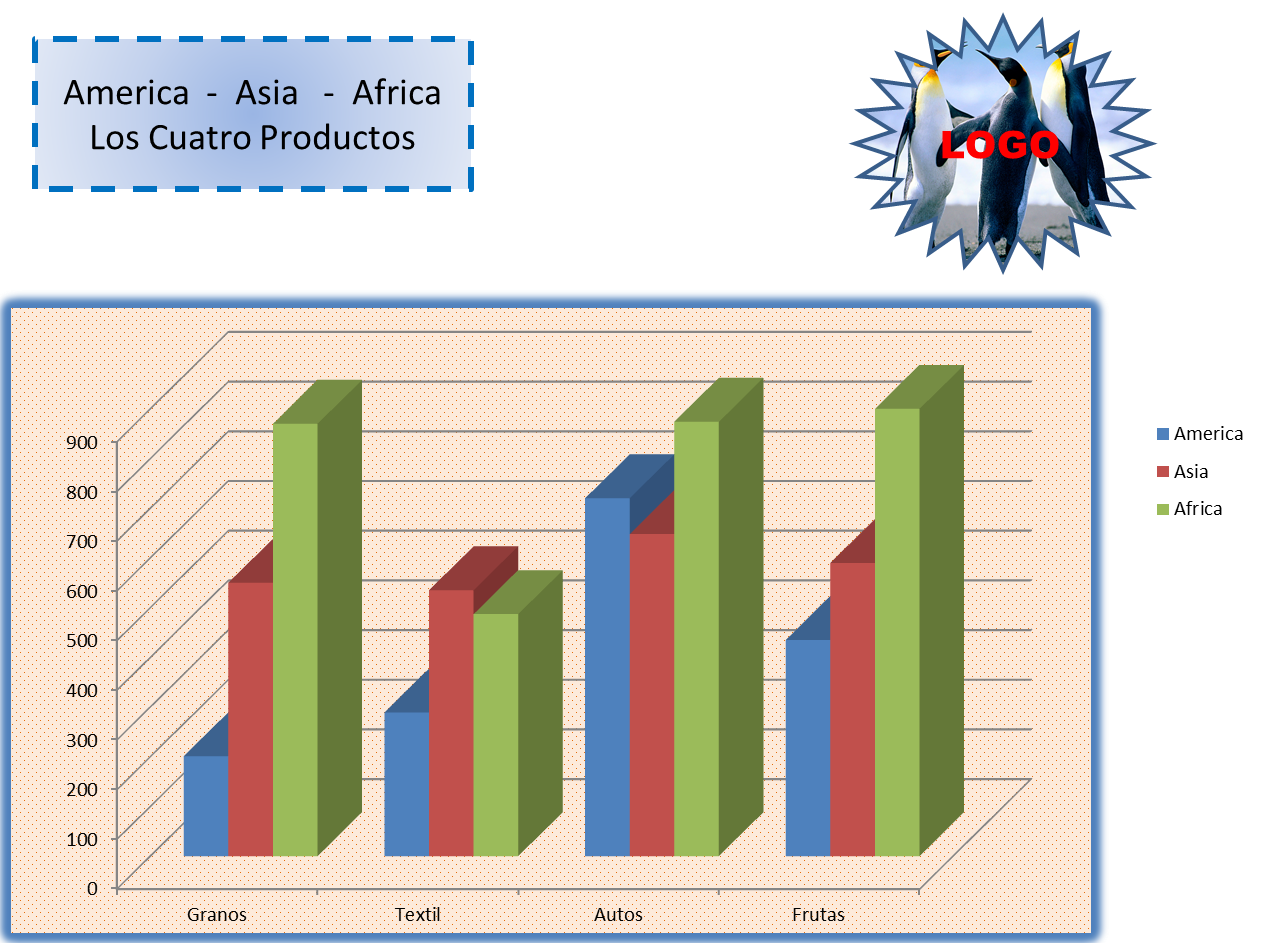 America - Asia - Africa
Los Cuatro Productos
LOGO
900
800
700
600
500
400
300
200
100
0
Granos Textil Autos Frutas
America
Asia
Africa